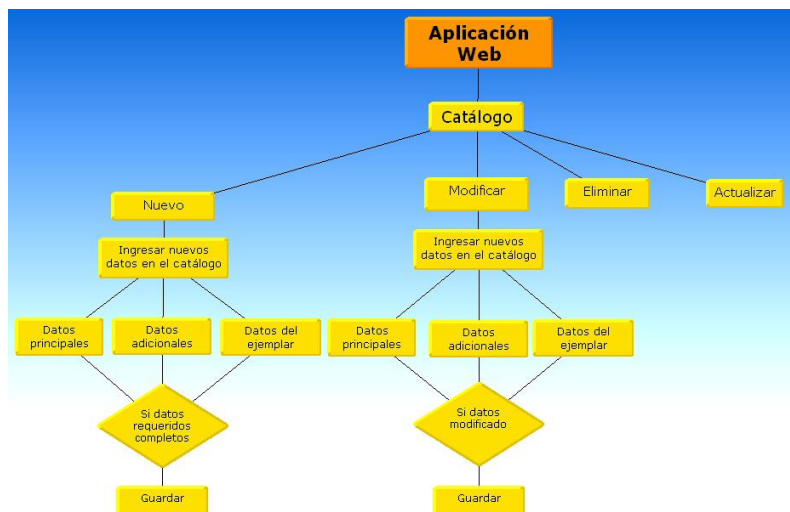 Aplicación
Web
Catálogo
Nuevo
Modificar
Eliminar
Actualizar
Ingresar nuevos
datos en el catálogo
Ingresar nuevos
datos en el catálogo
Datos
principales
Datos
adicionales
Datos del
ejemplar
Datos
principales
Datos
adicionales
Datos del
ejemplar
Si datos
requeridos
completos
Si datos
modificado
Guardar
Guardar